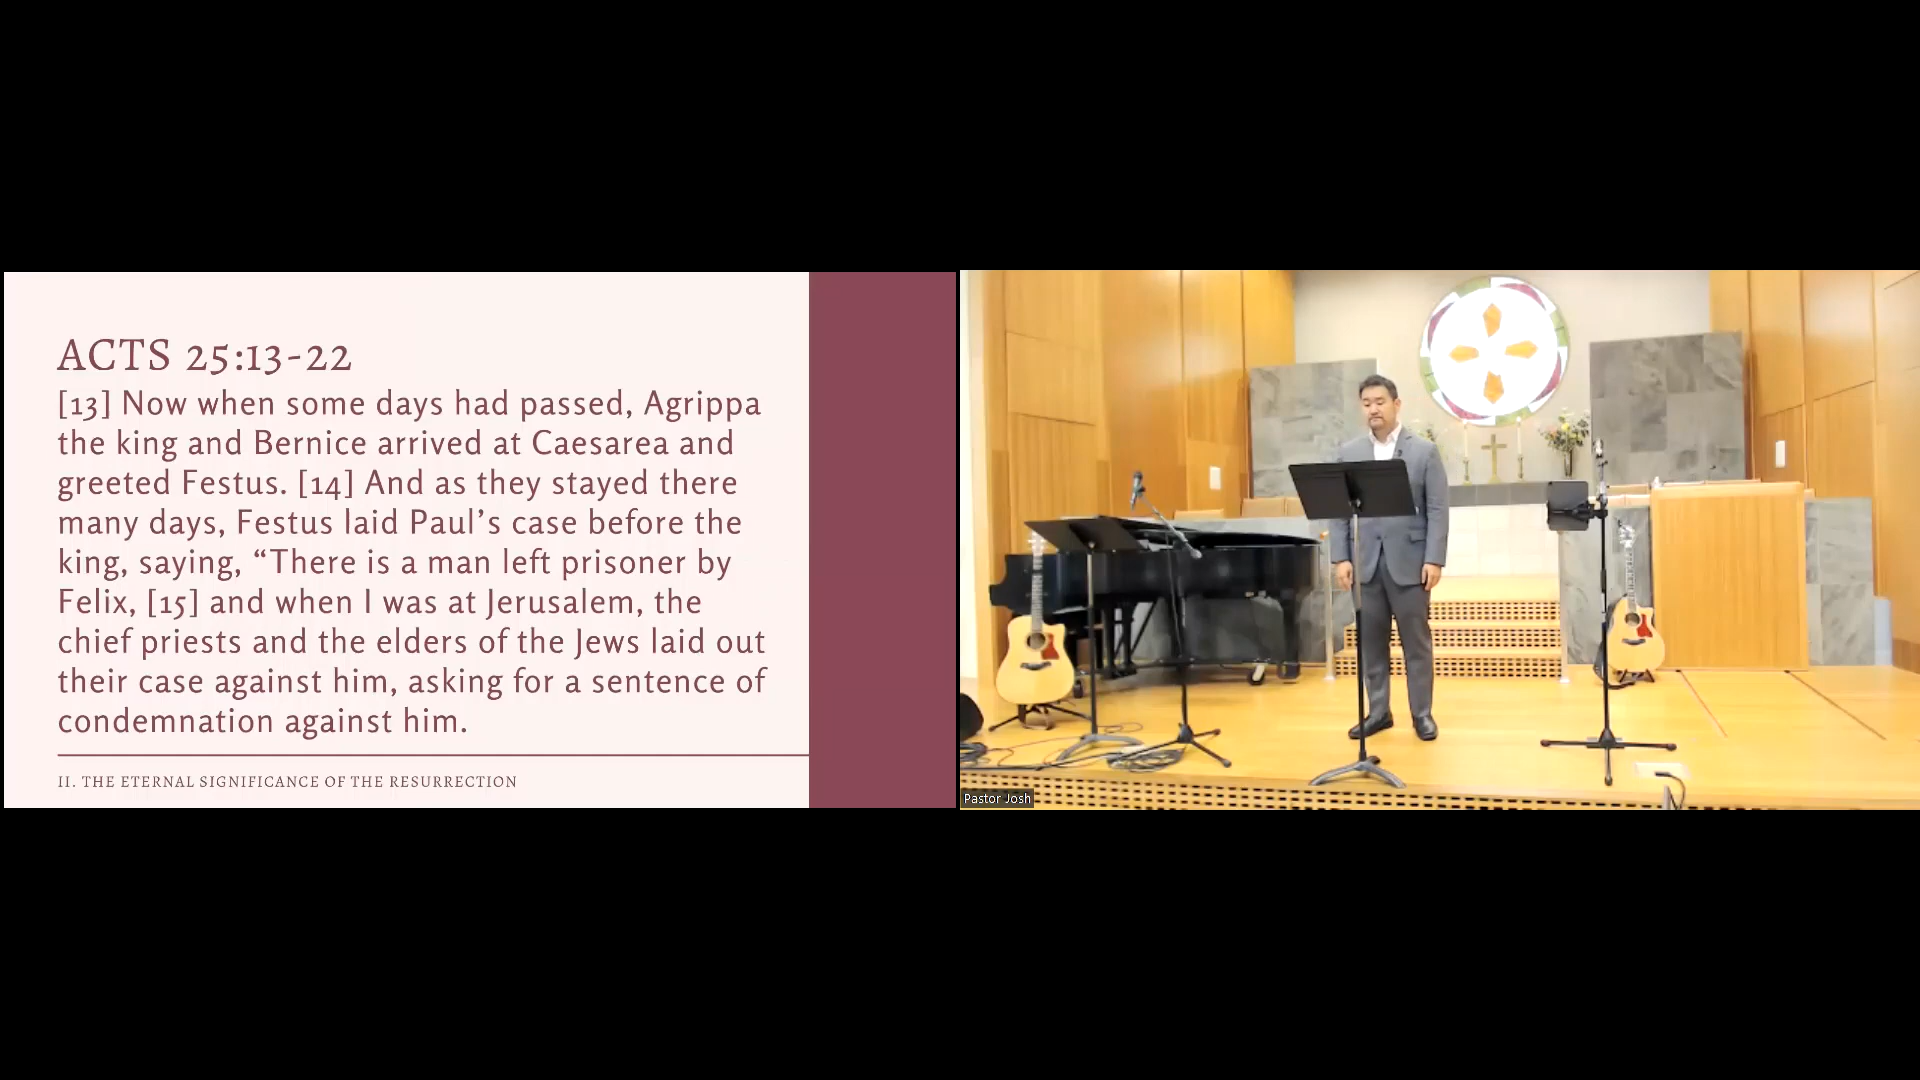 ACTS 25:13-22
[13] Now when some days had passed, Agrippa
the king and Bernice arrived at Caesarea and
greeted Festus. [14] And as they stayed there
many days, Festus laid Paul’s case before the
king, saying, “There is a man left prisoner by
Felix, [15] and when I was at Jerusalem, the
chief priests and the elders of the Jews laid out
their case against him, asking for a sentence of
condemnation against him.
II. THE ETERNAL SIGNIFICANCE OF THE RESURRECTION
Pastor Josh